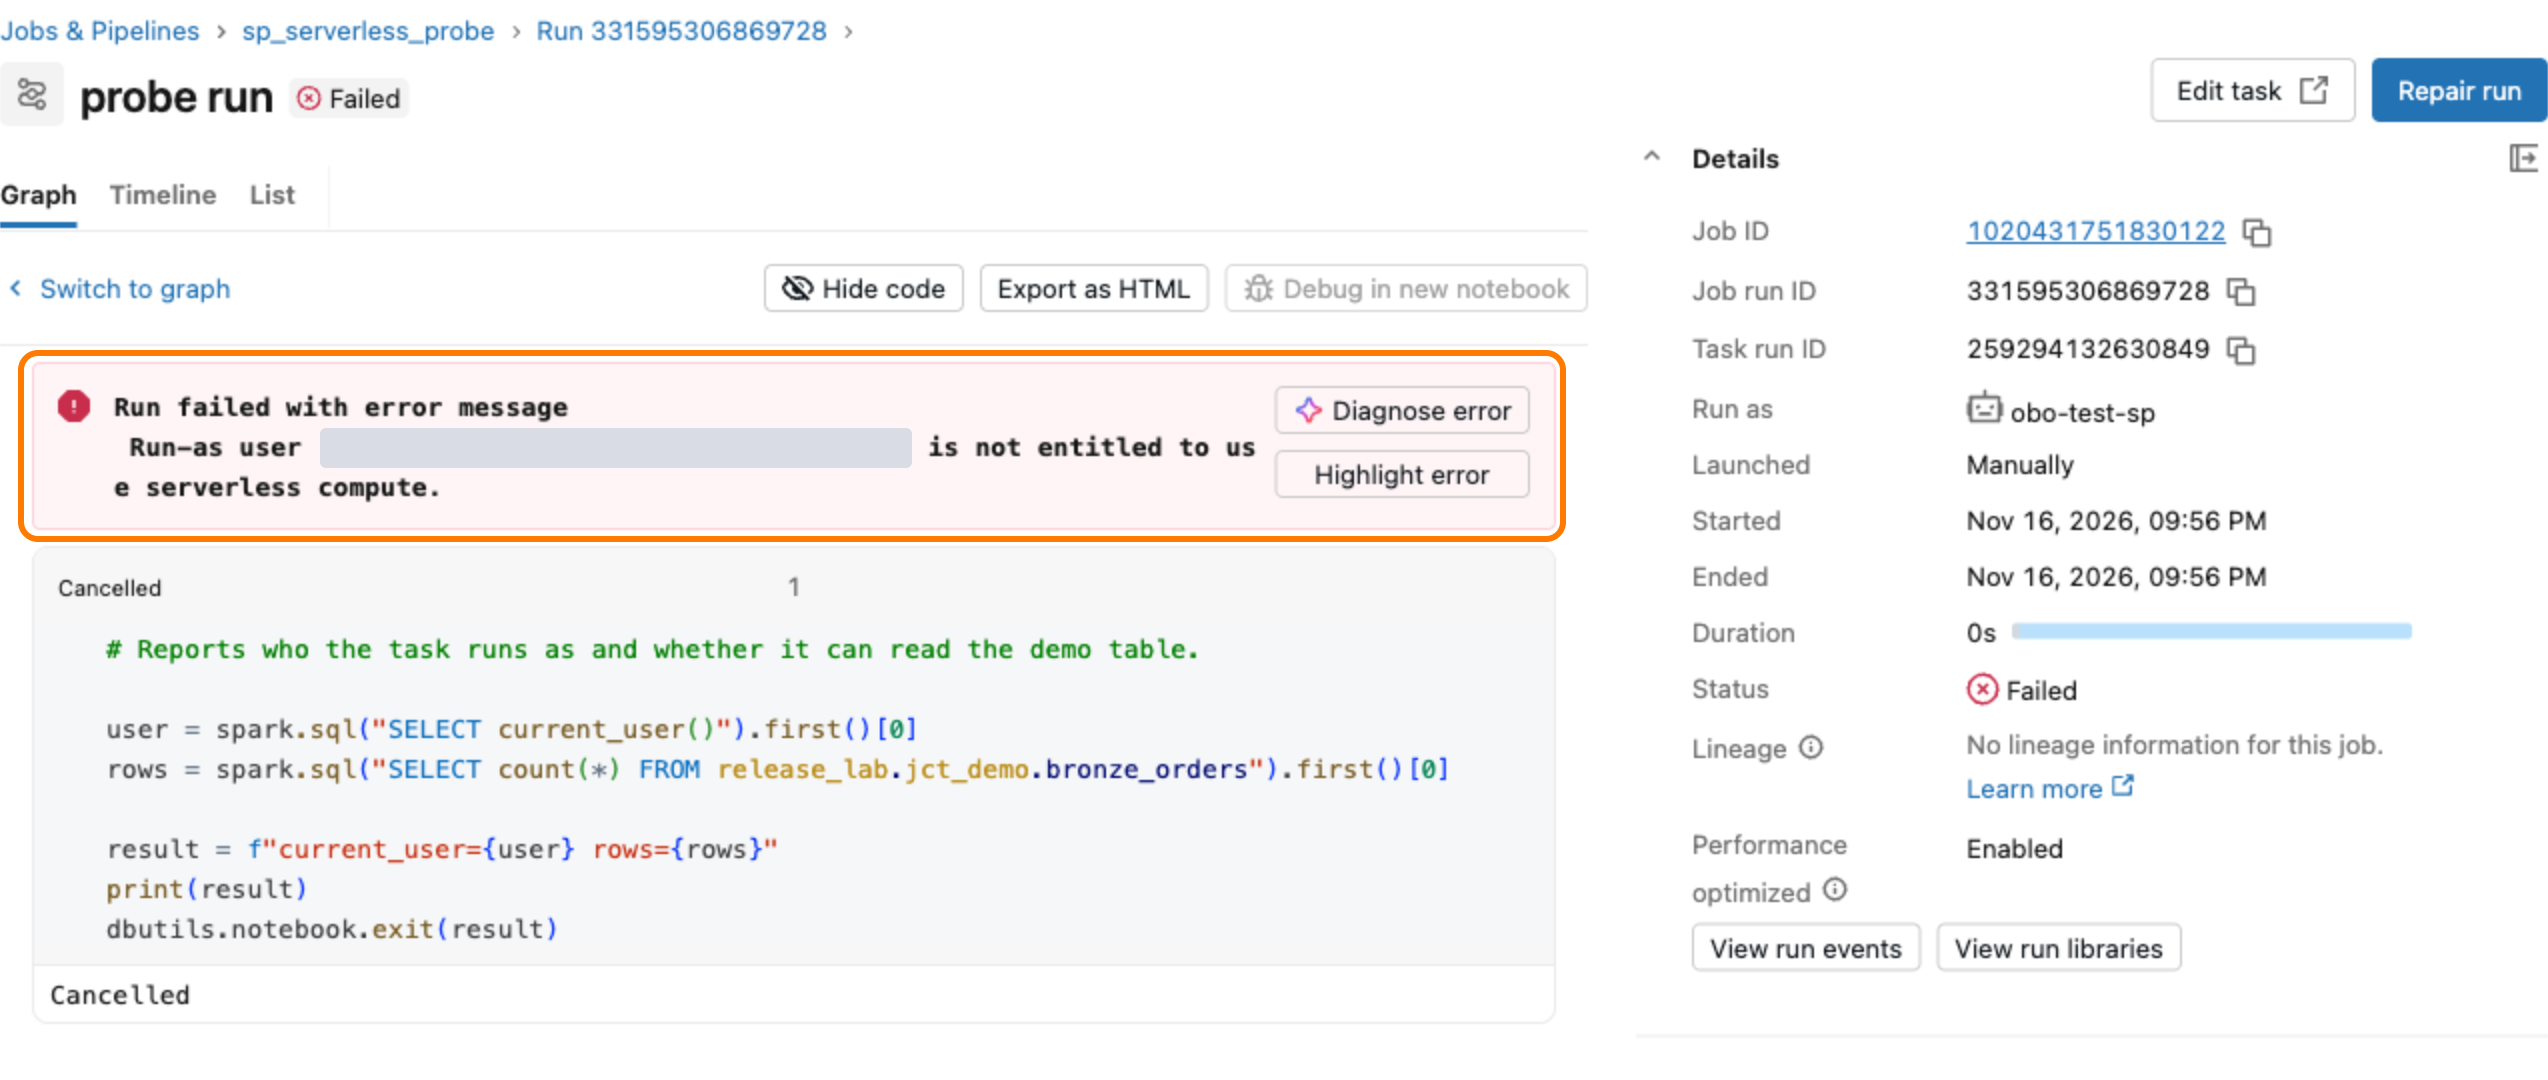 Jobs & Pipelines › sp_serverless_probe › Run 331595306869728 ›
probe run Failed
Edit task
Repair run
Graph Timeline List
Switch to graph
Hide code
Export as HTML
Debug in new notebook
Run failed with error message
Run-as user is not entitled to us
e serverless compute.
Diagnose error
Highlight error
Cancelled 1
# Reports who the task runs as and whether it can read the demo table.
user = spark.sql("SELECT current_user()").first()[0]
rows = spark.sql("SELECT count(*) FROM release_lab.jct_demo.bronze_orders").first()[0]
result = f"current_user={user} rows={rows}"
print(result)
dbutils.notebook.exit(result)
Cancelled
Details
Job ID 1020431751830122
Job run ID 331595306869728
Task run ID 259294132630849
Run as obo-test-sp
Launched Manually
Started Nov 16, 2026, 09:56 PM
Ended Nov 16, 2026, 09:56 PM
Duration 0s
Status Failed
Lineage No lineage information for this job.
Learn more
Performance Enabled
optimized
View run events View run libraries